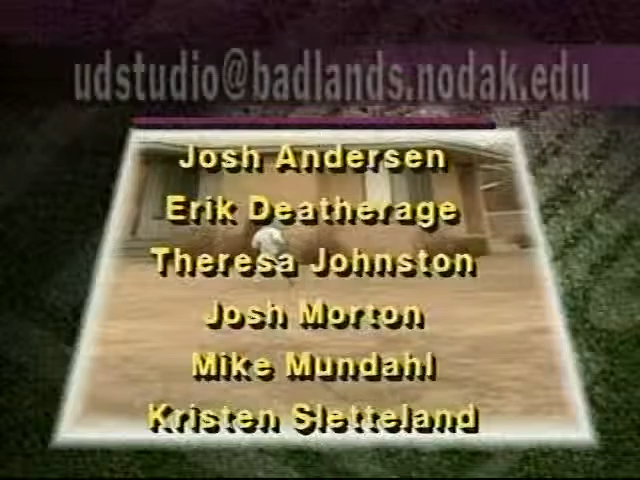 udstudio@badlands.nodak.edu
Josh Andersen
Erik Deatherage
Theresa Johnston
Josh Morton
Mike Mundahl
Kristen Sletteland